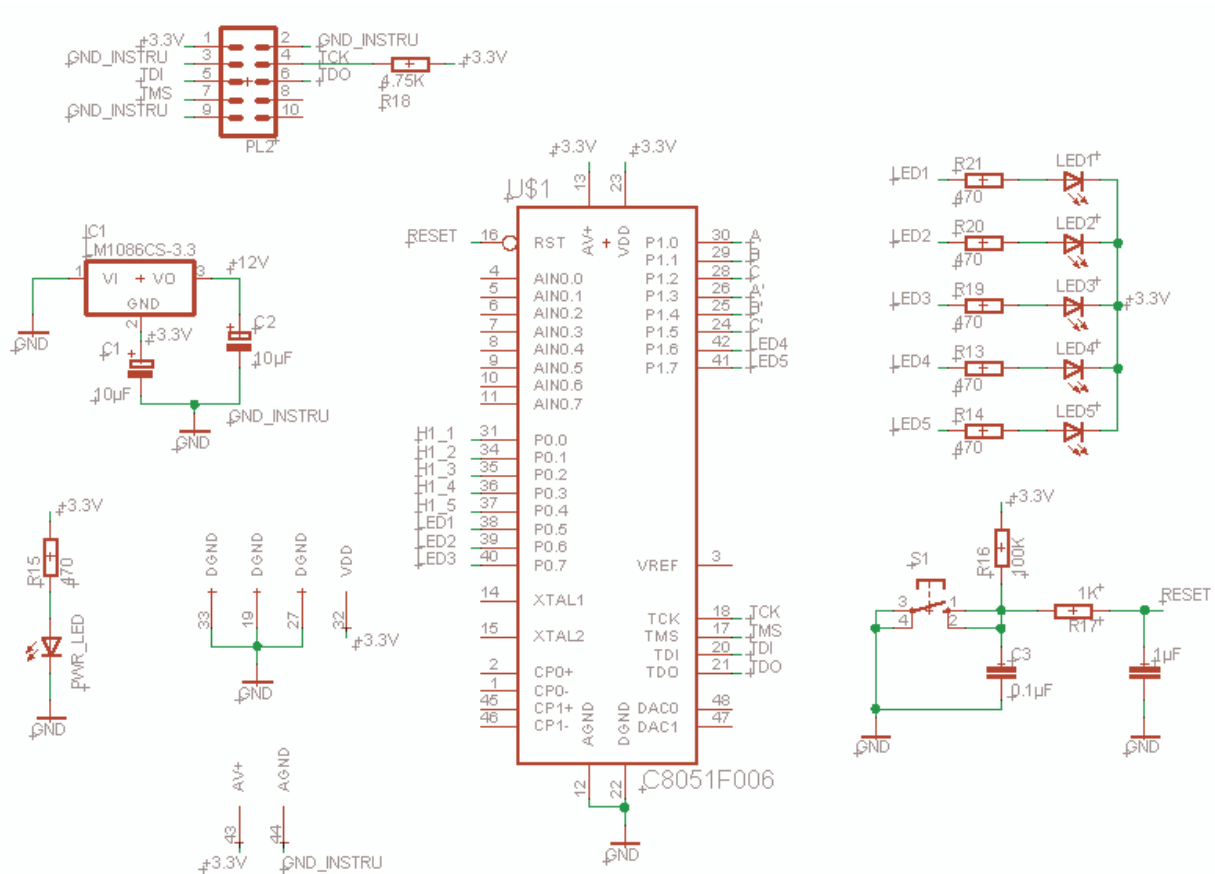 +3.3V 1 2 GND_INSTRU
GND_INSTRU 3 4 TCK +3.3V
TDI 5 6 TDO 4.75K
TMS 7 8 R18
GND_INSTRU 9 10
PL2
+3.3V +3.3V
13 23
U$1
RESET 16 RST AV+ VDD P1.0 30 A
P1.1 29 B
4 AIN0.0 P1.2 28 C
5 AIN0.1 P1.3 26 A_
6 AIN0.2 P1.4 25 B_
7 AIN0.3 P1.5 24 C_
8 AIN0.4 P1.6 42 LED4
9 AIN0.5 P1.7 41 LED5
10 AIN0.6
11 AIN0.7
H1_1 31 P0.0
H1_2 34 P0.1
H1_3 35 P0.2
H1_4 36 P0.3
H1_5 37 P0.4
LED1 38 P0.5
LED2 39 P0.6
LED3 40 P0.7 VREF 3
14 XTAL1
TCK 18 TCK
15 XTAL2 TMS 17 TMS
TDI 20 TDI
2 CP0+ TDO 21 TDO
1 CP0-
45 CP1+ DAC0 48
46 CP1- AGND DGND DAC1 47
12 22 C8051F006
GND
IC1
LM1086CS-3.3
1 VI VO 3 +12V
GND
2 +3.3V
GND C1 C2
10µF 10µF
GND_INSTRU
GND
+3.3V
R15 470
PWR_LED
GND
DGND DGND DGND VDD
33 19 27 32
+3.3V
GND
AV+ AGND
43 44
+3.3V GND_INSTRU
LED1 R21 LED1
470
LED2 R20 LED2
470
LED3 R19 LED3
470 +3.3V
LED4 R13 LED4
470
LED5 R14 LED5
470
+3.3V
S1 R16 100K
3 1 1K RESET
4 2 R17
C3 1µF
0.1µF
GND GND